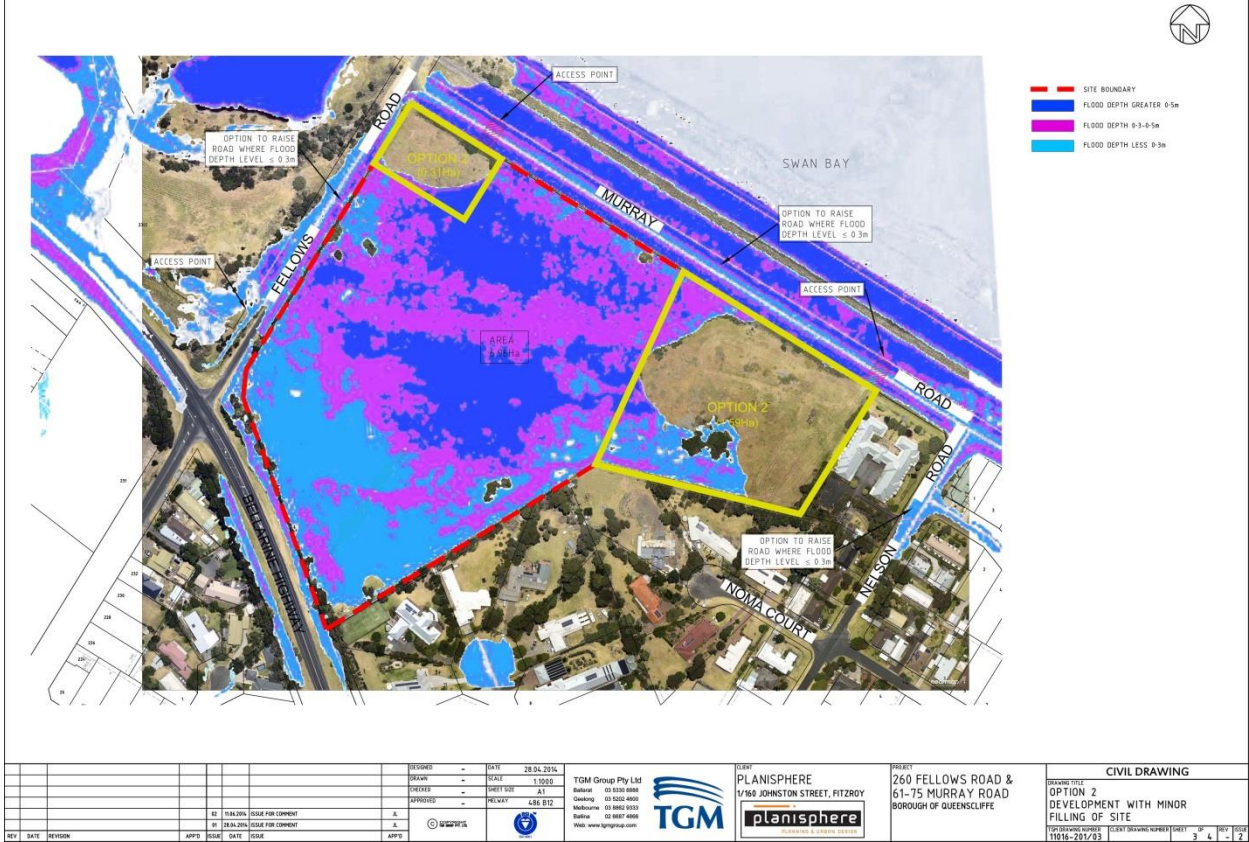 N
SITE BOUNDARY
FLOOD DEPTH GREATER 0·5m
FLOOD DEPTH 0·3-0·5m
FLOOD DEPTH LESS 0·3m
ACCESS POINT
ACCESS POINT
ROAD
OPTION TO RAISE
ROAD WHERE FLOOD
DEPTH LEVEL ≤ 0.3m
OPTION 2
(0.31Ha)
SWAN BAY
MURRAY
OPTION TO RAISE
ROAD WHERE FLOOD
DEPTH LEVEL ≤ 0.3m
FELLOWS
ACCESS POINT
ACCESS POINT
AREA
ROAD
OPTION 2
ROAD
BELLARINE HIGHWAY
OPTION TO RAISE
ROAD WHERE FLOOD
DEPTH LEVEL ≤ 0.3m
NELSON
NOMA COURT
nearmap
DESIGNED -
DRAWN -
CHECKED -
APPROVED -
DATE 28.04.2014
SCALE 1:1000
SHEET SIZE A1
MELWAY 486 B12
02 11.06.2014 ISSUE FOR COMMENT JL
01 28.04.2014 ISSUE FOR COMMENT JL
REV DATE REVISION APP'D ISSUE DATE ISSUE APP'D
TGM Group Pty Ltd
Ballarat 03 5330 8888
Geelong 03 5202 4600
Melbourne 03 8862 9333
Ballina 02 6687 4666
Web: www.tgmgroup.com
TGM
CLIENT
PLANISPHERE
1/160 JOHNSTON STREET, FITZROY
planisphere
PLANNING & URBAN DESIGN
PROJECT
260 FELLOWS ROAD &
61-75 MURRAY ROAD
BOROUGH OF QUEENSCLIFFE
CIVIL DRAWING
DRAWING TITLE
OPTION 2
DEVELOPMENT WITH MINOR
FILLING OF SITE
TGM DRAWING NUMBER CLIENT DRAWING NUMBER SHEET OF REV ISSUE
11016-201/03 3 4 - 2